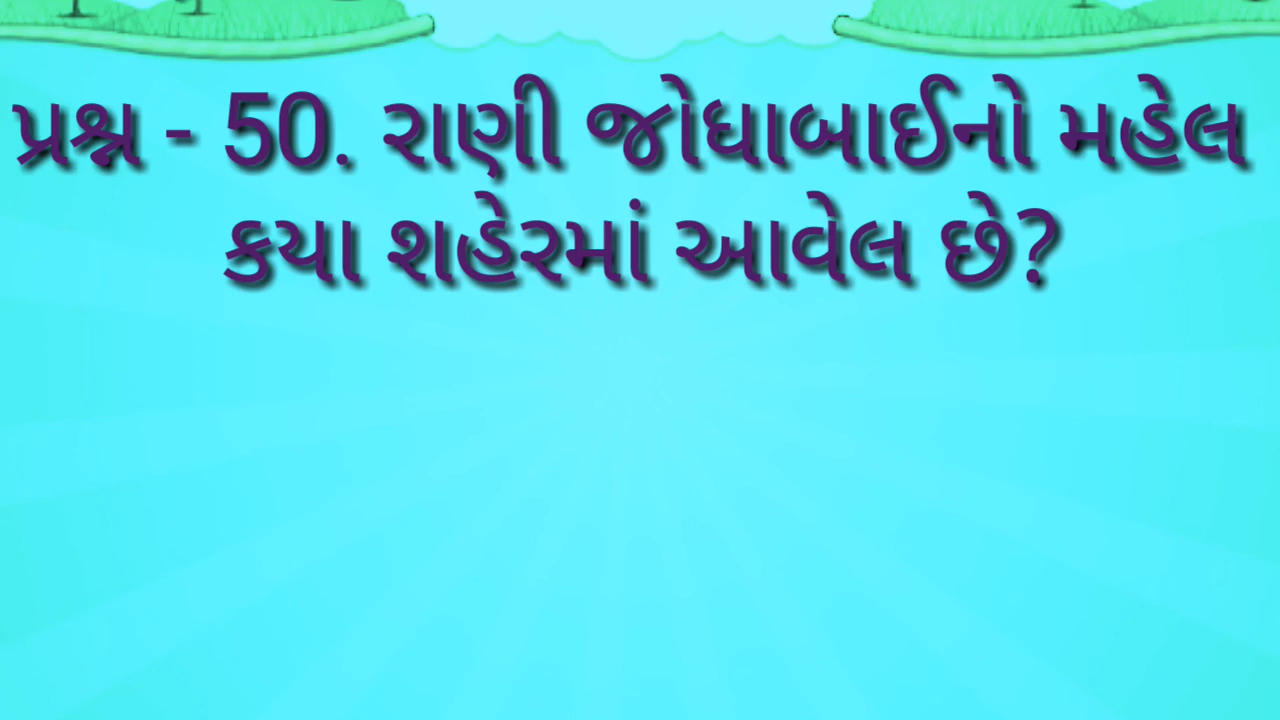 પ્રશ્ન - 50. રાણી જોધાબાઈનો મહેલ
કયા શહેરમાં આવેલ છે?